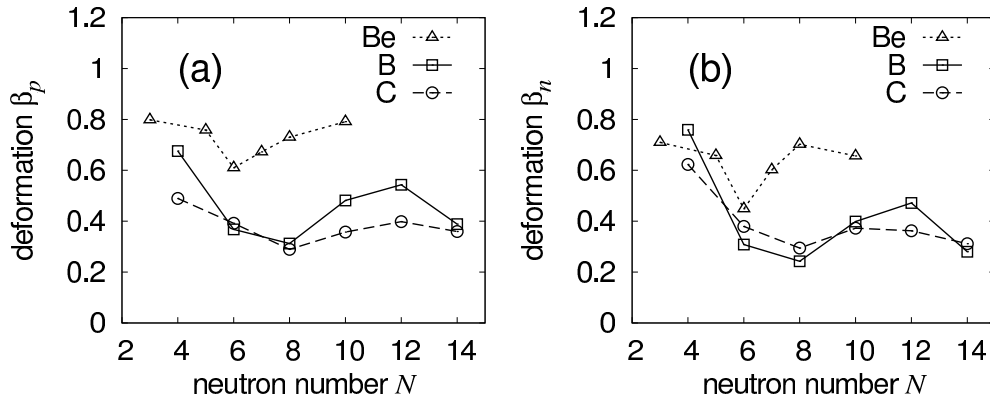 1.2
1
0.8
0.6
0.4
0.2
0
deformation βp
(a)
Be
B
C
2 4 6 8 10 12 14
neutron number N
1.2
1
0.8
0.6
0.4
0.2
0
deformation βn
(b)
Be
B
C
2 4 6 8 10 12 14
neutron number N